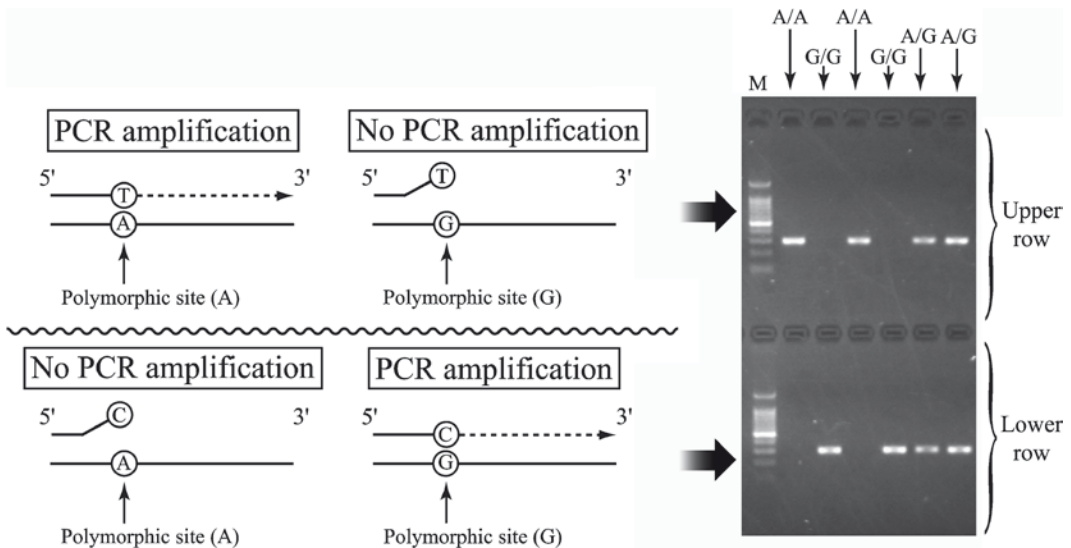 PCR amplification
No PCR amplification
5'
3'
5'
3'
T
T
A
G
Polymorphic site (A)
Polymorphic site (G)
No PCR amplification
PCR amplification
5'
3'
5'
3'
C
C
A
G
Polymorphic site (A)
Polymorphic site (G)
A/A
A/A
G/G
G/G
A/G
A/G
M
Upper
row
Lower
row